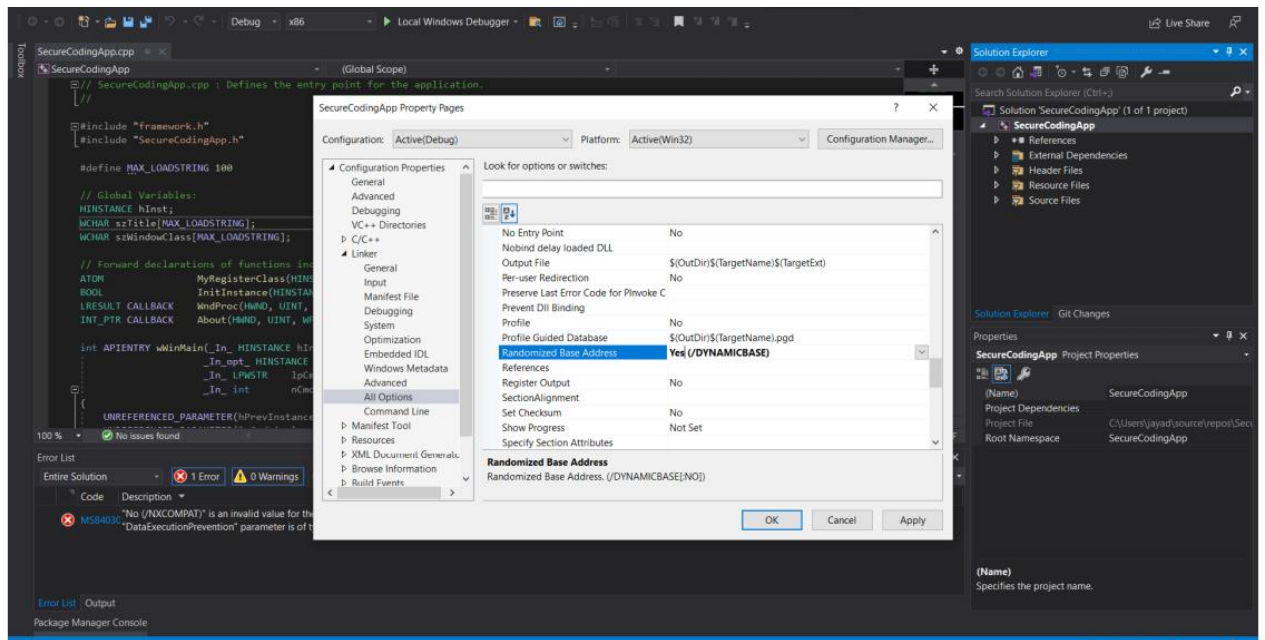 Debug x86 Local Windows Debugger Live Share
Toolbox
SecureCodingApp.cpp
SecureCodingApp (Global Scope)
// SecureCodingApp.cpp : Defines the entry point for the application.
//
#include "framework.h"
#include "SecureCodingApp.h"
#define MAX_LOADSTRING 100
// Global Variables:
HINSTANCE hInst;
WCHAR szTitle[MAX_LOADSTRING];
WCHAR szWindowClass[MAX_LOADSTRING];
// Forward declarations of functions inc
ATOM MyRegisterClass(HINS
BOOL InitInstance(HINSTAN
LRESULT CALLBACK WndProc(HWND, UINT,
INT_PTR CALLBACK About(HWND, UINT, WP
int APIENTRY wWinMain(_In_ HINSTANCE hIn
_In_opt_ HINSTANCE
_In_ LPWSTR lpCm
_In_ int nCmd
{
UNREFERENCED_PARAMETER(hPrevInstance
100 % No issues found
SecureCodingApp Property Pages ? ×
Configuration: Active(Debug) Platform: Active(Win32) Configuration Manager...
Configuration Properties
General
Advanced
Debugging
VC++ Directories
C/C++
Linker
General
Input
Manifest File
Debugging
System
Optimization
Embedded IDL
Windows Metadata
Advanced
All Options
Command Line
Manifest Tool
Resources
XML Document Generato
Browse Information
Build Events
Look for options or switches:
No Entry Point No
Nobind delay loaded DLL
Output File $(OutDir)$(TargetName)$(TargetExt)
Per-user Redirection No
Preserve Last Error Code for PInvoke C
Prevent Dll Binding
Profile No
Profile Guided Database $(OutDir)$(TargetName).pgd
Randomized Base Address Yes (/DYNAMICBASE)
References
Register Output No
SectionAlignment
Set Checksum No
Show Progress Not Set
Specify Section Attributes
Randomized Base Address
Randomized Base Address. (/DYNAMICBASE[:NO])
OK Cancel Apply
Error List
Entire Solution 1 Error 0 Warnings
Code Description
MSB4030 "No (/NXCOMPAT)" is an invalid value for the
"DataExecutionPrevention" parameter is of t
Error List Output
Package Manager Console
Solution Explorer
Search Solution Explorer (Ctrl+;)
Solution 'SecureCodingApp' (1 of 1 project)
SecureCodingApp
References
External Dependencies
Header Files
Resource Files
Source Files
Solution Explorer Git Changes
Properties
SecureCodingApp Project Properties
(Name) SecureCodingApp
Project Dependencies
Project File C:\Users\jayad\source\repos\Secu
Root Namespace SecureCodingApp
(Name)
Specifies the project name.